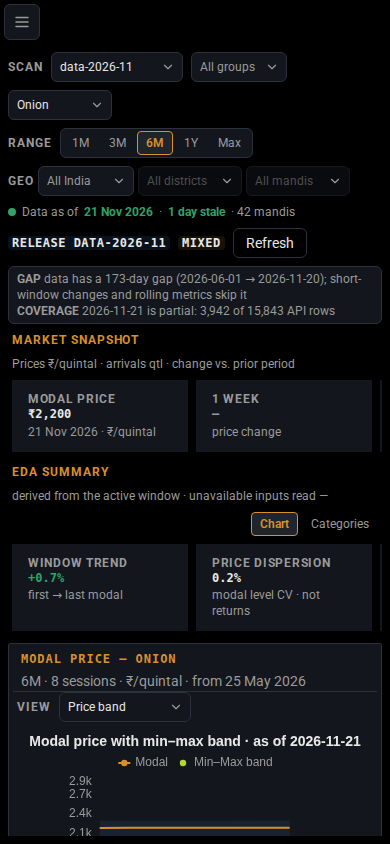 SCAN data-2026-11 All groups
Onion
RANGE 1M 3M 6M 1Y Max
GEO All India All districts All mandis
Data as of 21 Nov 2026 · 1 day stale · 42 mandis
RELEASE DATA-2026-11 MIXED Refresh
GAP data has a 173-day gap (2026-06-01 → 2026-11-20); short-
window changes and rolling metrics skip it
COVERAGE 2026-11-21 is partial: 3,942 of 15,843 API rows
MARKET SNAPSHOT
Prices ₹/quintal · arrivals qtl · change vs. prior period
MODAL PRICE
₹2,200
21 Nov 2026 · ₹/quintal
1 WEEK
—
price change
EDA SUMMARY
derived from the active window · unavailable inputs read —
Chart Categories
WINDOW TREND
+0.7%
first → last modal
PRICE DISPERSION
0.2%
modal level CV · not
returns
MODAL PRICE — ONION
6M · 8 sessions · ₹/quintal · from 25 May 2026
VIEW Price band
Modal price with min–max band · as of 2026-11-21
Modal Min–Max band
2.9k
2.7k
2.4k
2.1k